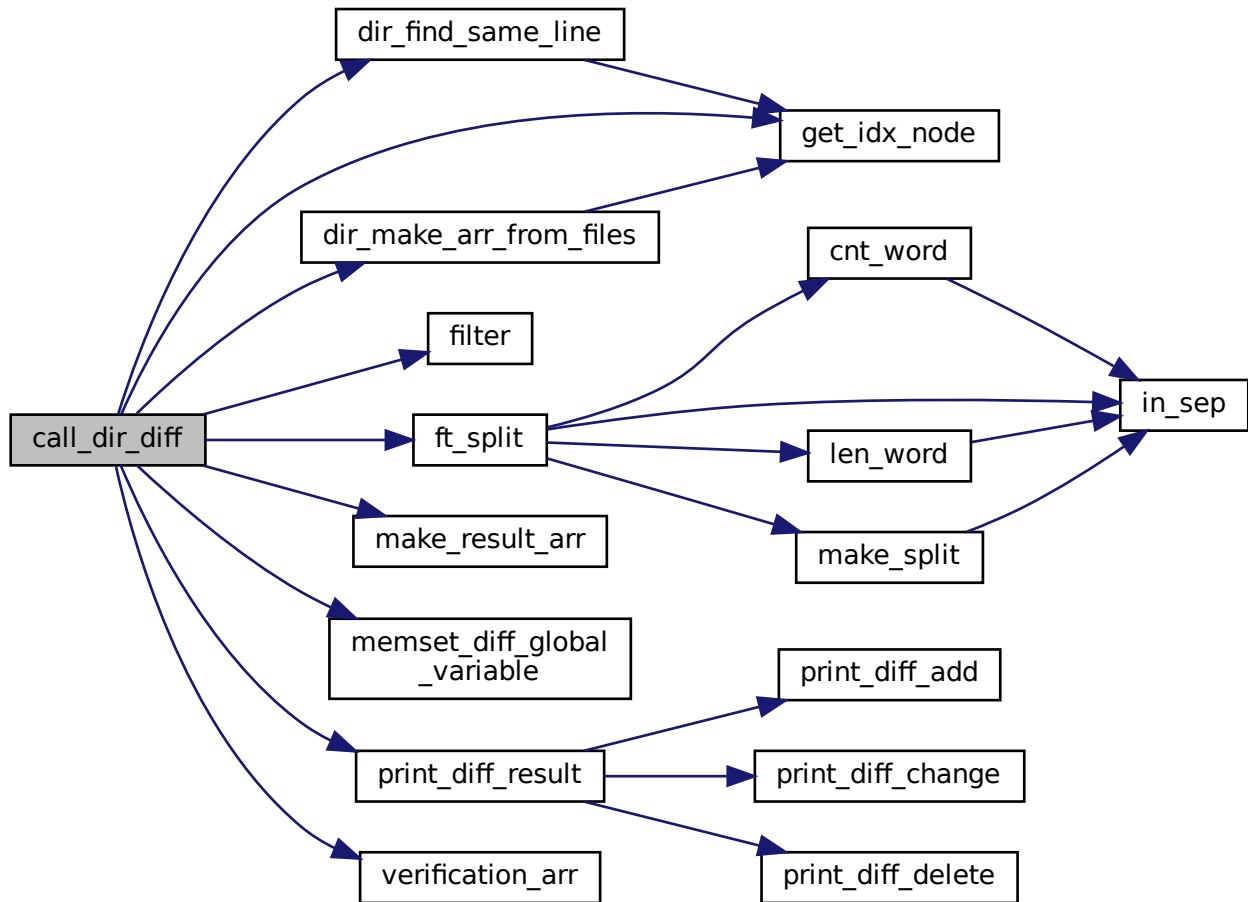 dir_find_same_line
get_idx_node
dir_make_arr_from_files
cnt_word
filter
in_sep
call_dir_diff
ft_split
len_word
make_result_arr
make_split
memset_diff_global
_variable
print_diff_add
print_diff_result
print_diff_change
verification_arr
print_diff_delete